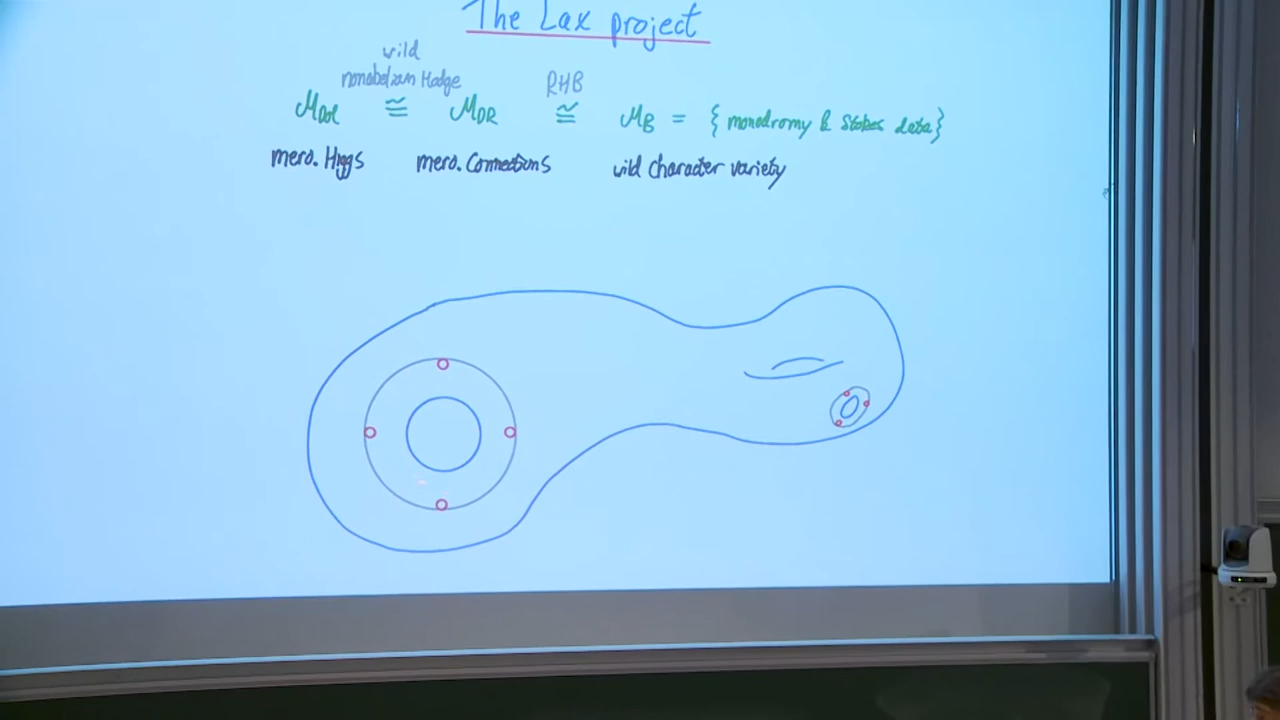 The Lax project
wild
nonabelian Hodge
RHB
M_Dol ≅ M_DR ≅ M_B = { monodromy & Stokes data }
mero. Higgs mero. Connections wild character variety